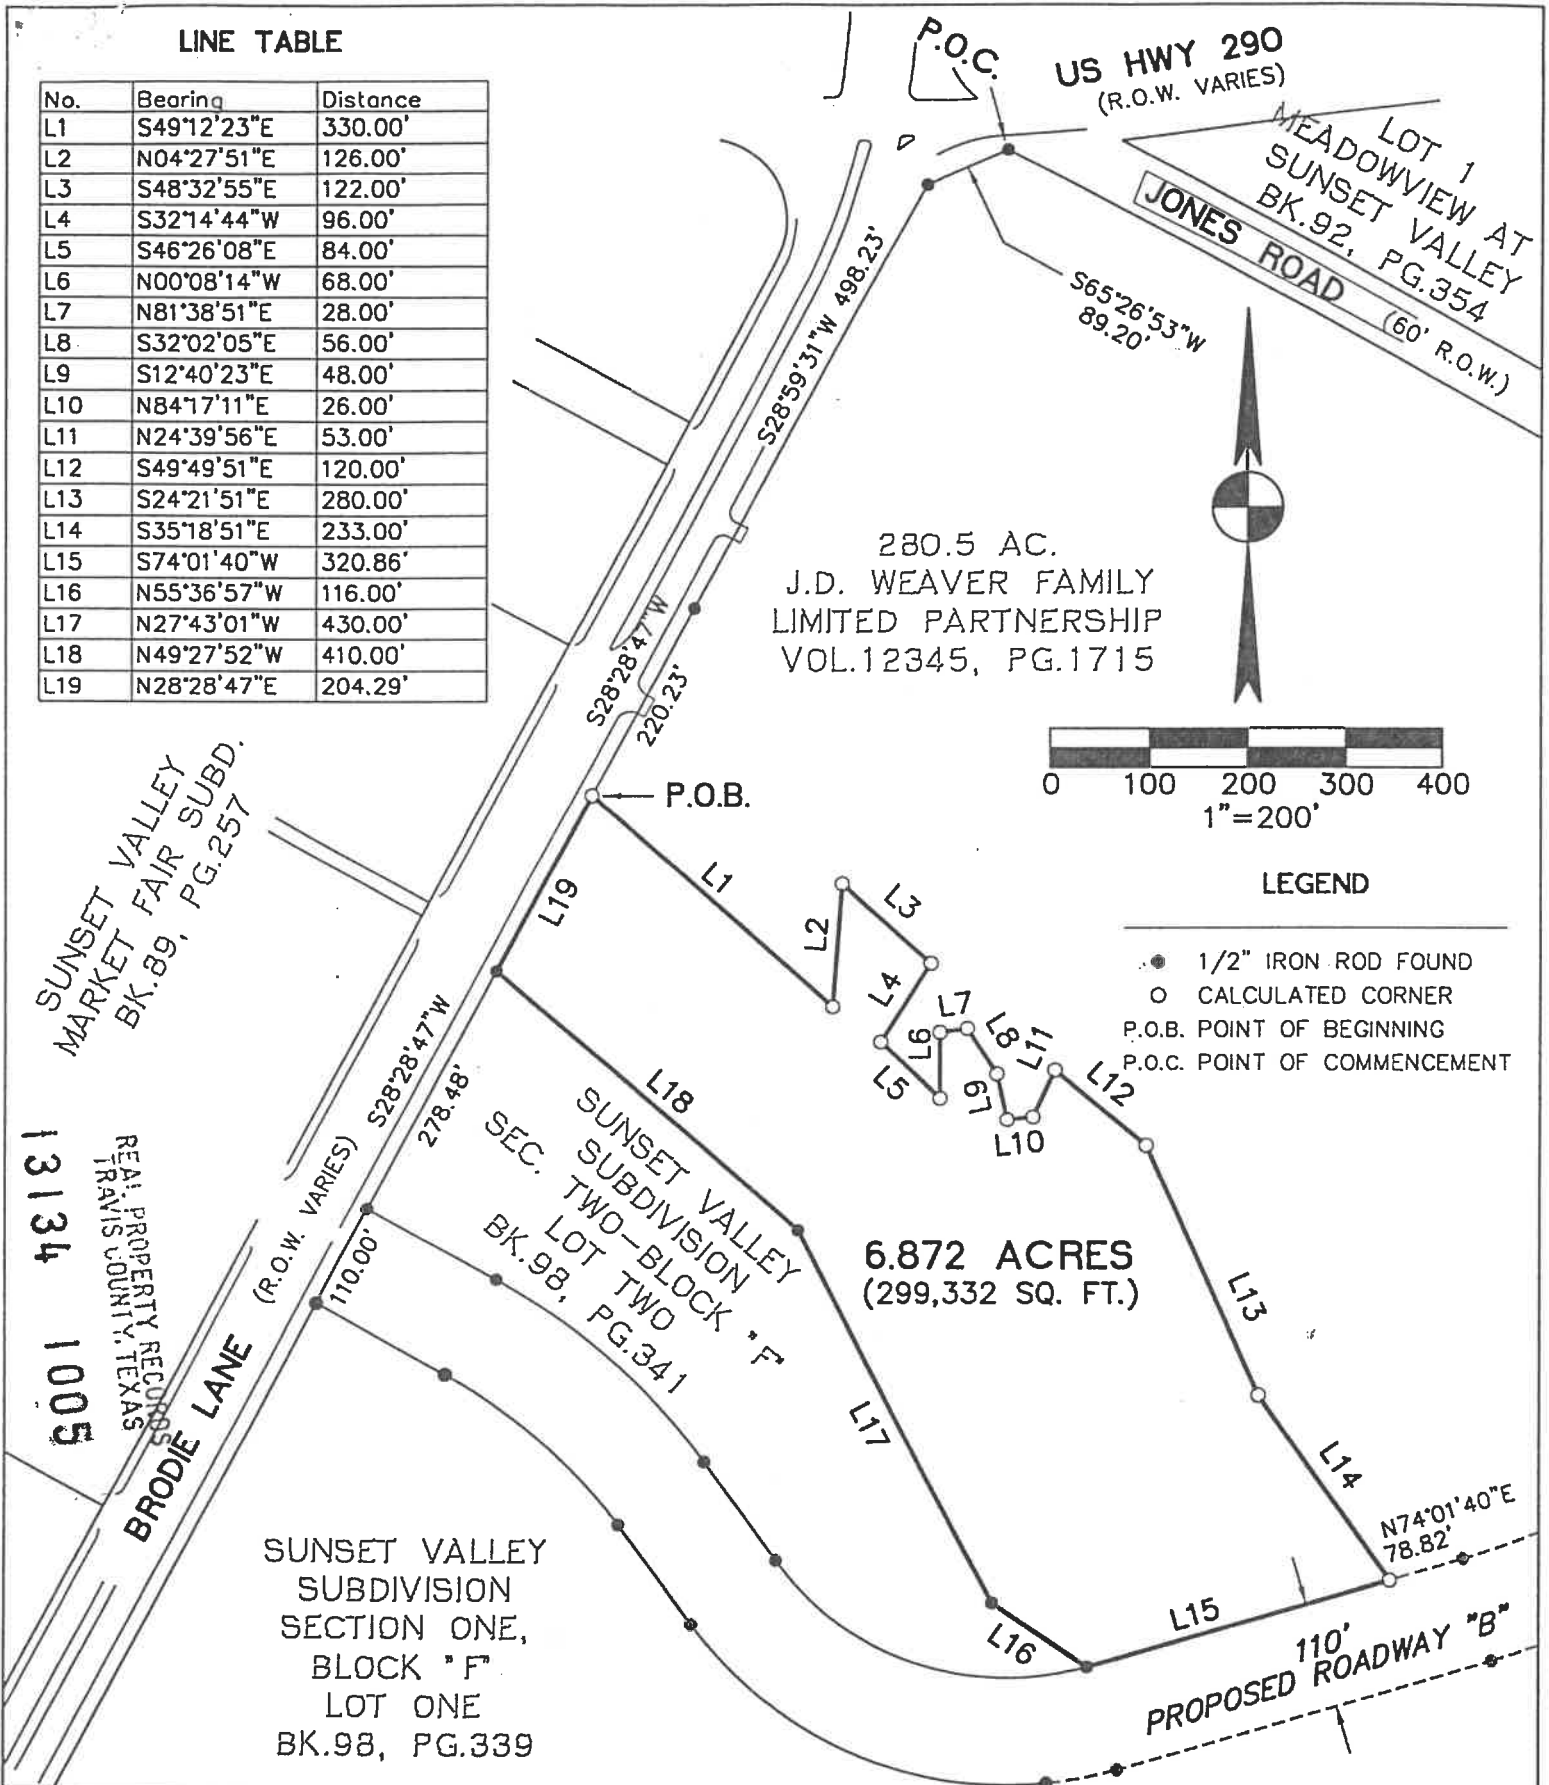 LINE TABLE
No. Bearing Distance
L1 S49°12'23"E 330.00'
L2 N04°27'51"E 126.00'
L3 S48°32'55"E 122.00'
L4 S32°14'44"W 96.00'
L5 S46°26'08"E 84.00'
L6 N00°08'14"W 68.00'
L7 N81°38'51"E 28.00'
L8 S32°02'05"E 56.00'
L9 S12°40'23"E 48.00'
L10 N84°17'11"E 26.00'
L11 N24°39'56"E 53.00'
L12 S49°49'51"E 120.00'
L13 S24°21'51"E 280.00'
L14 S35°18'51"E 233.00'
L15 S74°01'40"W 320.86'
L16 N55°36'57"W 116.00'
L17 N27°43'01"W 430.00'
L18 N49°27'52"W 410.00'
L19 N28°28'47"E 204.29'
P.O.C.
US HWY 290
(R.O.W. VARIES)
LOT 1
MEADOWVIEW AT
SUNSET VALLEY
BK.92, PG.354
JONES ROAD (60' R.O.W.)
S65°26'53"W
89.20'
S28°59'31"W 498.23'
280.5 AC.
J.D. WEAVER FAMILY
LIMITED PARTNERSHIP
VOL.12345, PG.1715
S28°28'47"W
220.23'
0 100 200 300 400
1"=200'
P.O.B.
SUNSET VALLEY
MARKET FAIR SUBD.
BK.89, PG.257
LEGEND
1/2" IRON ROD FOUND
CALCULATED CORNER
P.O.B. POINT OF BEGINNING
P.O.C. POINT OF COMMENCEMENT
L19
L1
L2
L3
L4
L5
L6
L7
L8
L9
L10
L11
L12
L13
L14
L15
L16
L17
L18
S28°28'47"W
278.48'
110.00'
(R.O.W. VARIES)
BRODIE LANE
SUNSET VALLEY
SUBDIVISION
SEC. TWO-BLOCK "F"
LOT TWO
BK.98, PG.341
6.872 ACRES
(299,332 SQ. FT.)
REAL PROPERTY RECORDS
TRAVIS COUNTY, TEXAS
13134 1005
SUNSET VALLEY
SUBDIVISION
SECTION ONE,
BLOCK "F"
LOT ONE
BK.98, PG.339
N74°01'40"E
78.82'
110'
PROPOSED ROADWAY "B"